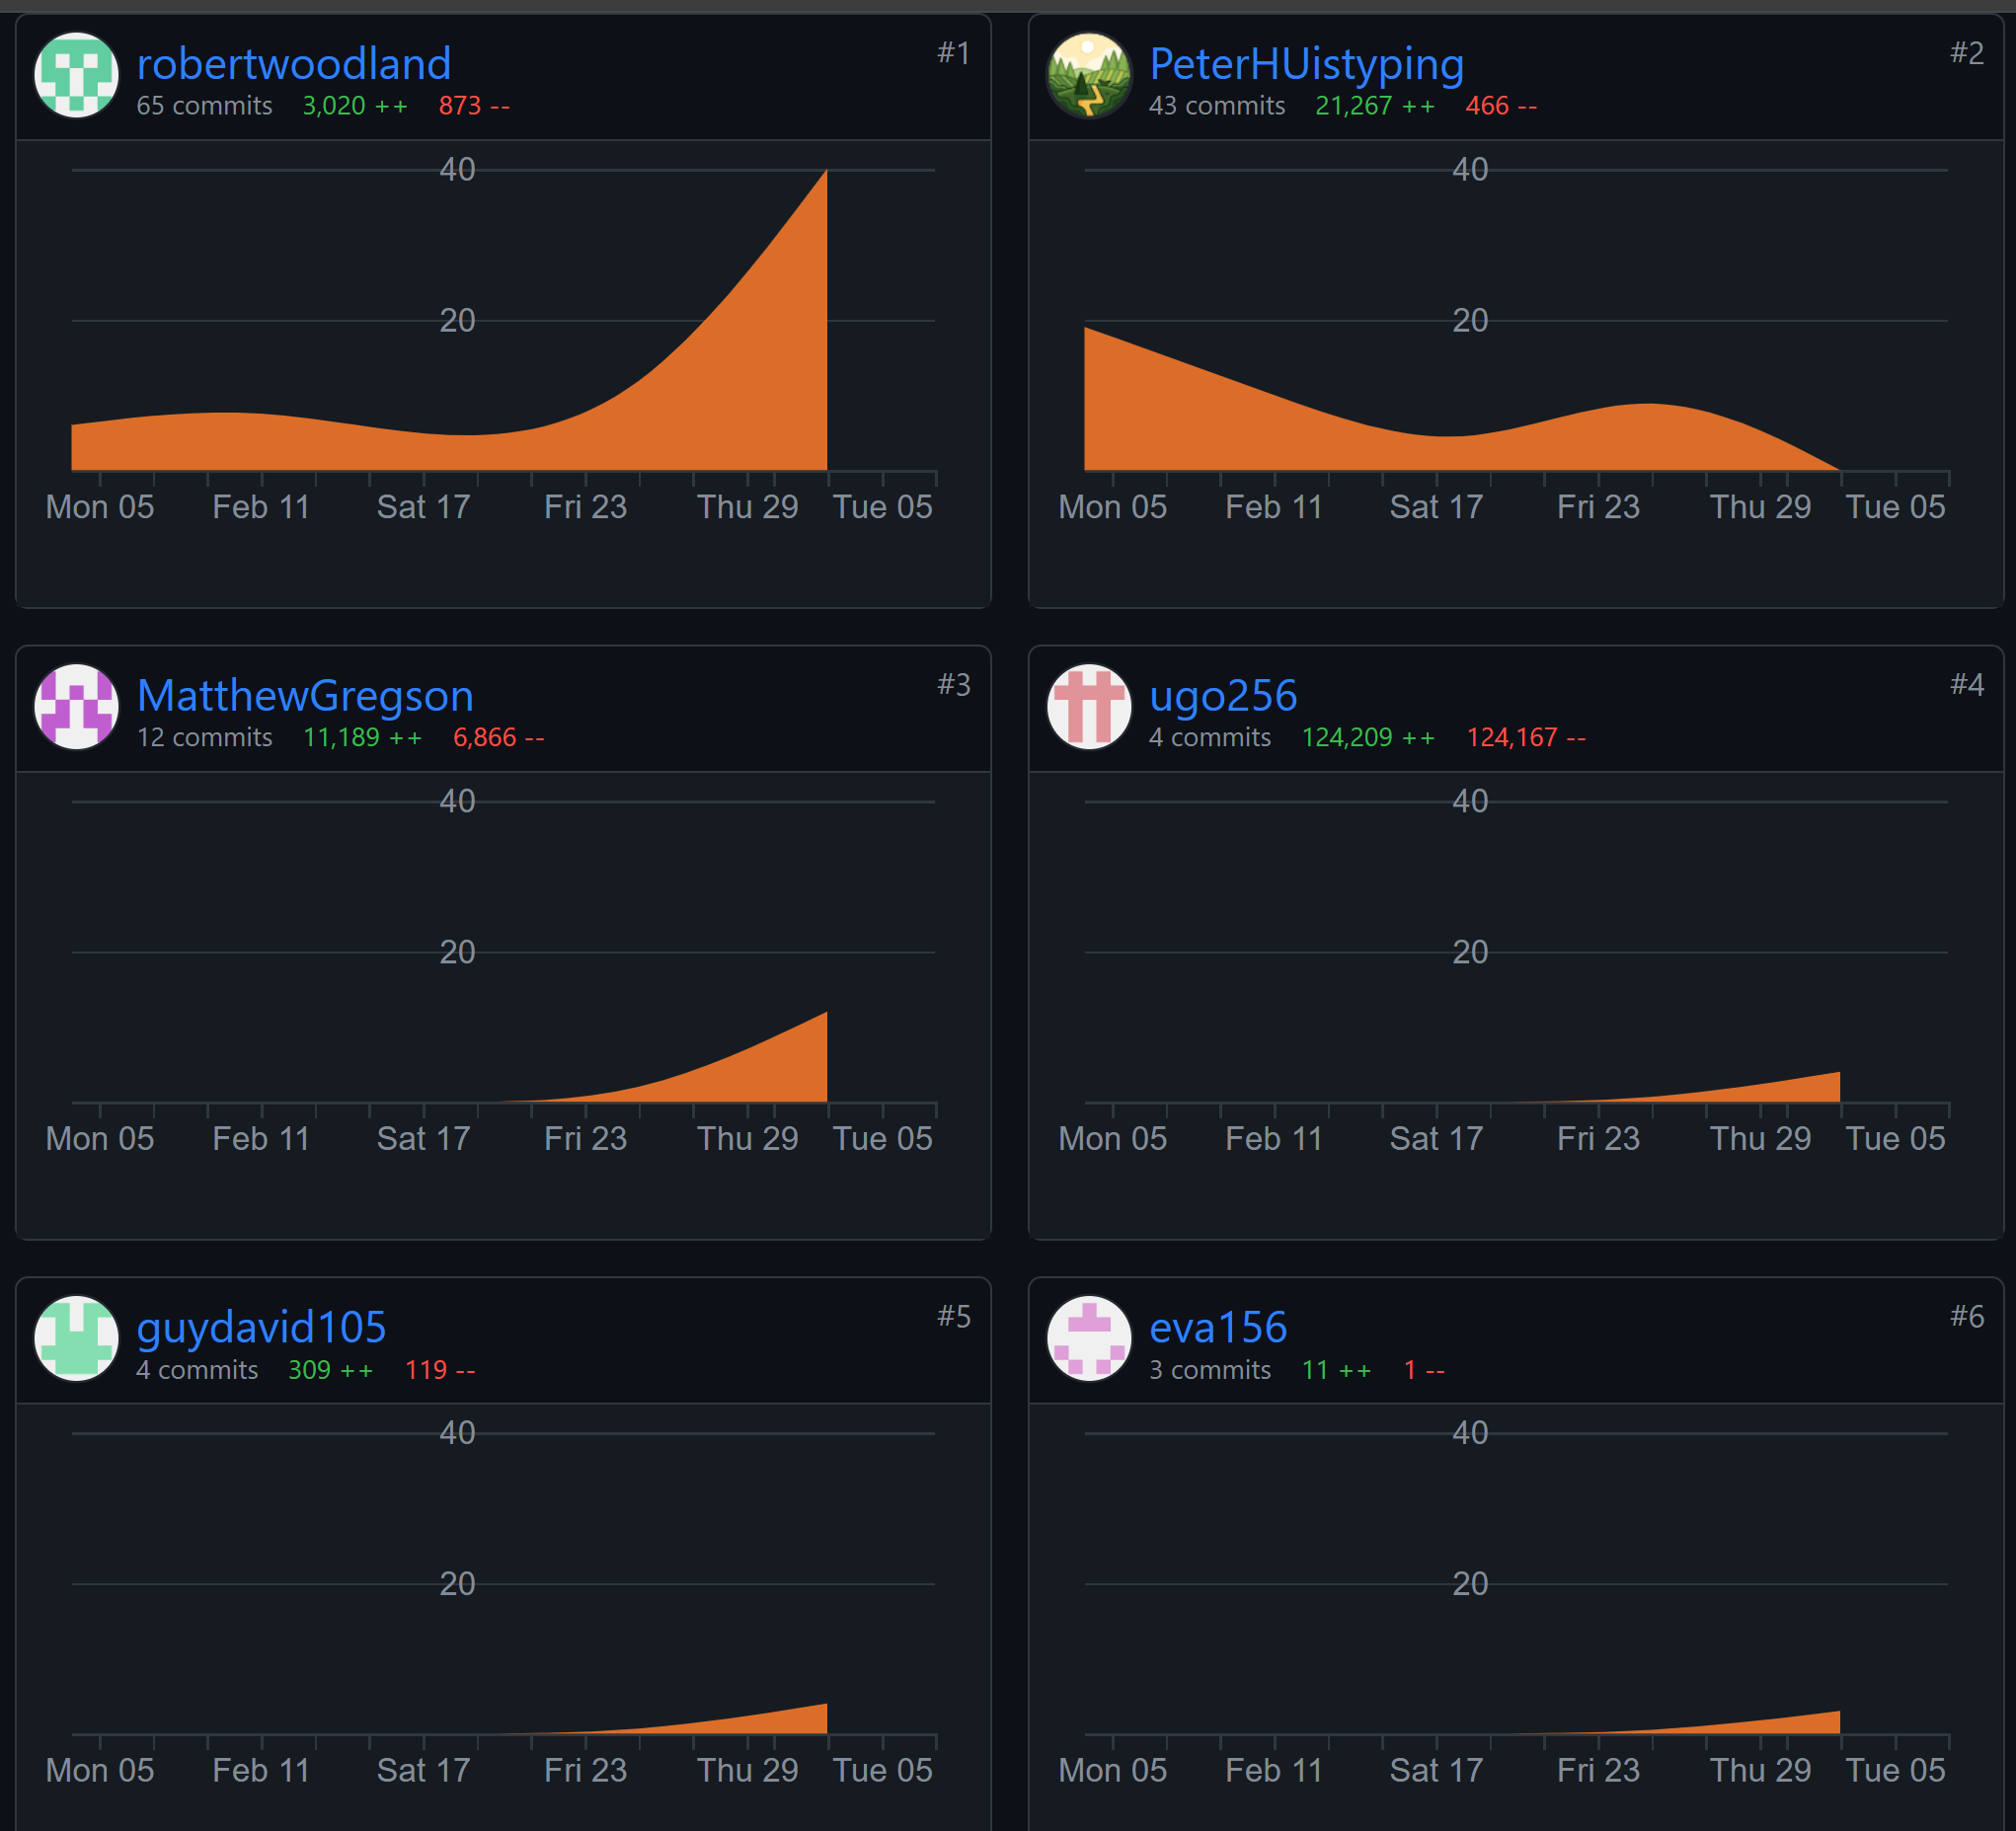 robertwoodland
#1
65 commits 3,020 ++ 873 --
40
20
Mon 05 Feb 11 Sat 17 Fri 23 Thu 29 Tue 05
PeterHUistyping
#2
43 commits 21,267 ++ 466 --
40
20
Mon 05 Feb 11 Sat 17 Fri 23 Thu 29 Tue 05
MatthewGregson
#3
12 commits 11,189 ++ 6,866 --
40
20
Mon 05 Feb 11 Sat 17 Fri 23 Thu 29 Tue 05
ugo256
#4
4 commits 124,209 ++ 124,167 --
40
20
Mon 05 Feb 11 Sat 17 Fri 23 Thu 29 Tue 05
guydavid105
#5
4 commits 309 ++ 119 --
40
20
Mon 05 Feb 11 Sat 17 Fri 23 Thu 29 Tue 05
eva156
#6
3 commits 11 ++ 1 --
40
20
Mon 05 Feb 11 Sat 17 Fri 23 Thu 29 Tue 05